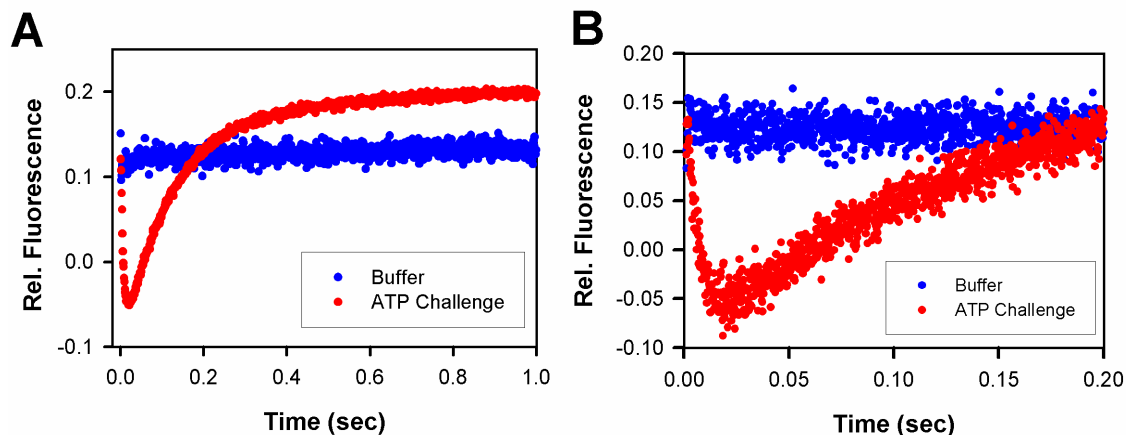 A
Rel. Fluorescence
0.2
0.1
0.0
-0.1
Buffer
ATP Challenge
0.0 0.2 0.4 0.6 0.8 1.0
Time (sec)
B
Rel. Fluorescence
0.20
0.15
0.10
0.05
0.00
-0.05
-0.10
Buffer
ATP Challenge
0.00 0.05 0.10 0.15 0.20
Time (sec)